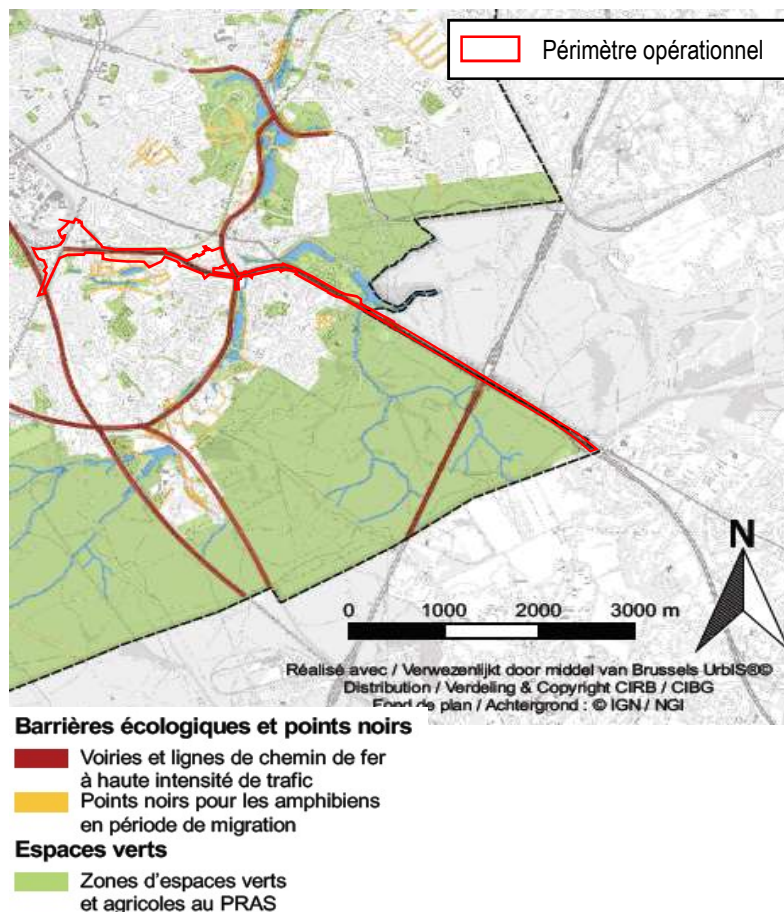 Périmètre opérationnel
N
0 1000 2000 3000 m
Réalisé avec / Verwezenlijkt door middel van Brussels UrbIS®©
Distribution / Verdeling & Copyright CIRB / CIBG
Fond de plan / Achtergrond : © IGN / NGI
Barrières écologiques et points noirs
Voiries et lignes de chemin de fer
à haute intensité de trafic
Points noirs pour les amphibiens
en période de migration
Espaces verts
Zones d'espaces verts
et agricoles au PRAS